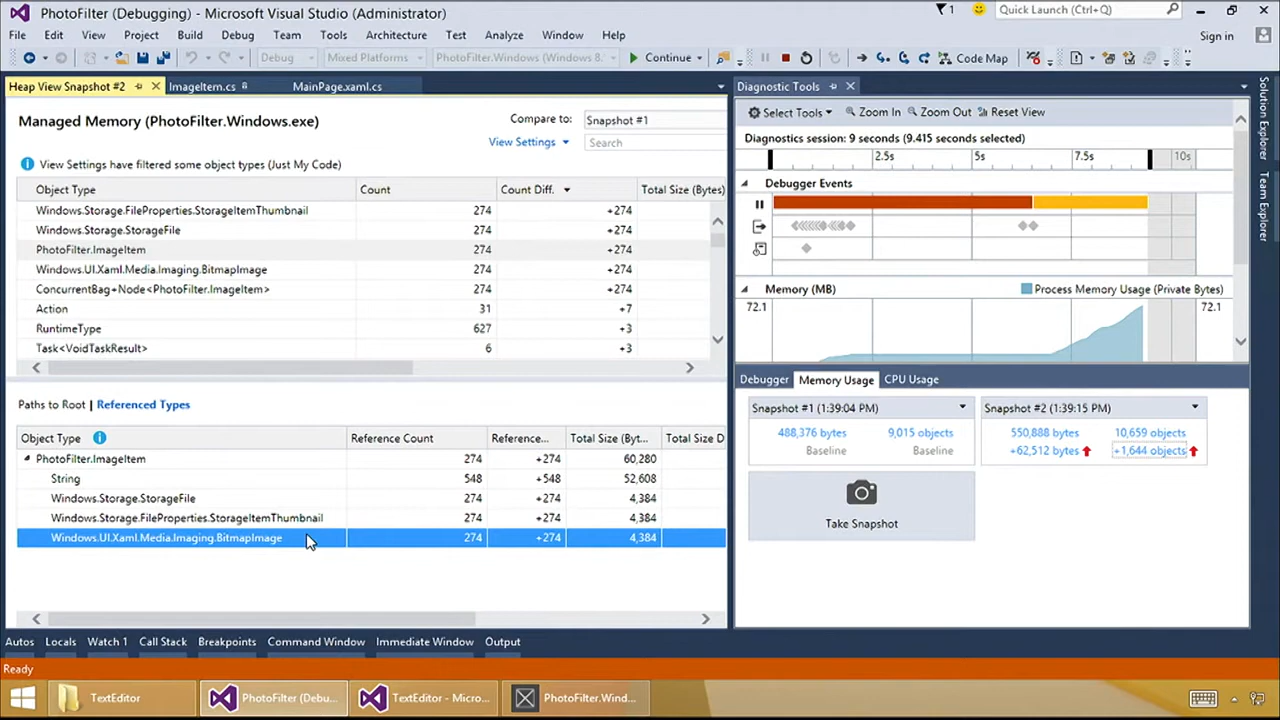 PhotoFilter (Debugging) - Microsoft Visual Studio (Administrator)
1
Quick Launch (Ctrl+Q)
File Edit View Project Build Debug Team Tools Architecture Test Analyze Window Help
Sign in
Debug Mixed Platforms PhotoFilter.Windows (Windows 8. Continue Code Map
Heap View Snapshot #2 ImageItem.cs MainPage.xaml.cs
Managed Memory (PhotoFilter.Windows.exe)
Compare to: Snapshot #1
View Settings Search
View Settings have filtered some object types (Just My Code)
Object Type Count Count Diff. Total Size (Bytes)
Windows.Storage.FileProperties.StorageItemThumbnail 274 +274
Windows.Storage.StorageFile 274 +274
PhotoFilter.ImageItem 274 +274
Windows.UI.Xaml.Media.Imaging.BitmapImage 274 +274
ConcurrentBag+Node<PhotoFilter.ImageItem> 274 +274
Action 31 +7
RuntimeType 627 +3
Task<VoidTaskResult> 6 +3
Paths to Root | Referenced Types
Object Type Reference Count Reference... Total Size (Byt... Total Size D
PhotoFilter.ImageItem 274 +274 60,280
String 548 +548 52,608
Windows.Storage.StorageFile 274 +274 4,384
Windows.Storage.FileProperties.StorageItemThumbnail 274 +274 4,384
Windows.UI.Xaml.Media.Imaging.BitmapImage 274 +274 4,384
Diagnostic Tools
Select Tools Zoom In Zoom Out Reset View
Diagnostics session: 9 seconds (9.415 seconds selected)
2.5s 5s 7.5s 10s
Debugger Events
Memory (MB) Process Memory Usage (Private Bytes)
72.1 72.1
Debugger Memory Usage CPU Usage
Snapshot #1 (1:39:04 PM) Snapshot #2 (1:39:15 PM)
488,376 bytes 9,015 objects 550,888 bytes 10,659 objects
Baseline Baseline +62,512 bytes +1,644 objects
Take Snapshot
Solution Explorer
Team Explorer
Autos Locals Watch 1 Call Stack Breakpoints Command Window Immediate Window Output
Ready
TextEditor PhotoFilter (Debu... TextEditor - Micro... PhotoFilter.Wind...